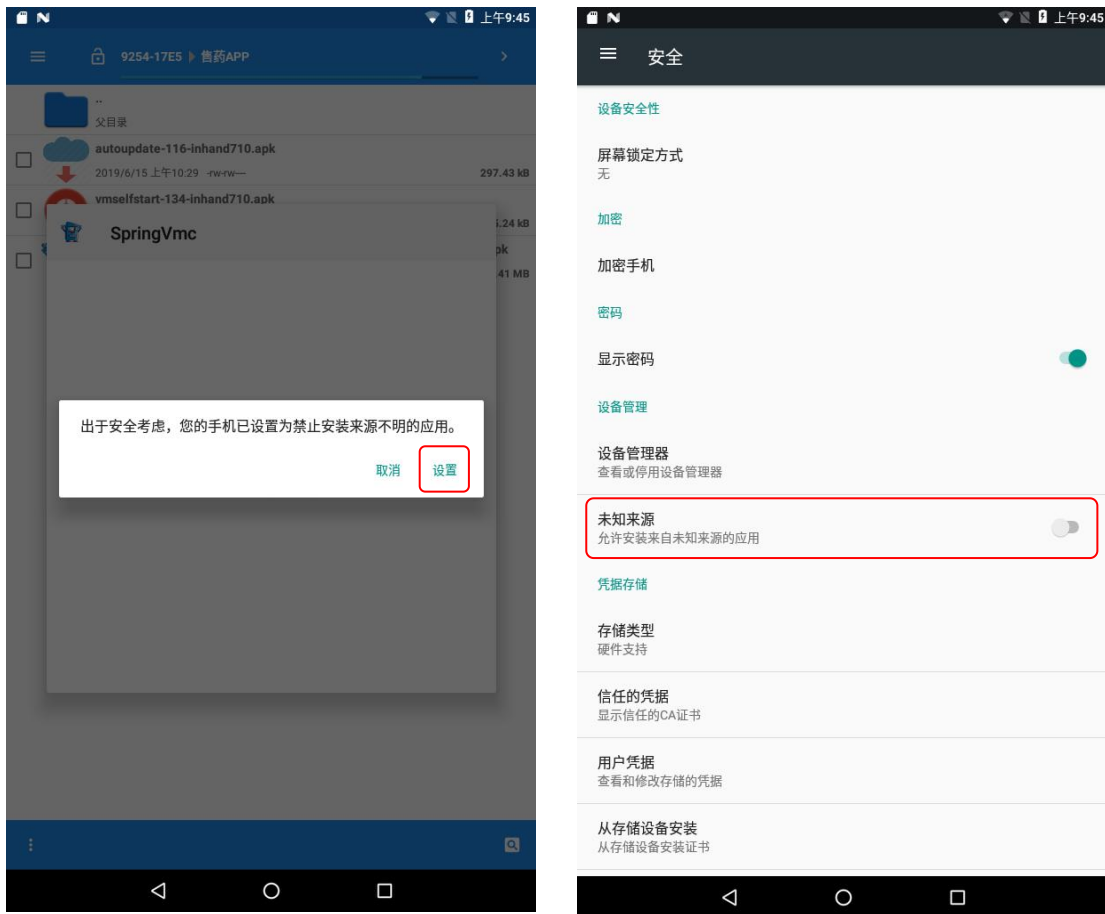 上午9:45
9254-17E5 售药APP
..
父目录
autoupdate-116-inhand710.apk
2019/6/15 上午10:29 -rw-rw—
297.43 kB
vmselfstart-134-inhand710.apk
5.24 kB
SpringVmc
pk
.41 MB
出于安全考虑，您的手机已设置为禁止安装来源不明的应用。
取消 设置
上午9:45
安全
设备安全性
屏幕锁定方式
无
加密
加密手机
密码
显示密码
设备管理
设备管理器
查看或停用设备管理器
未知来源
允许安装来自未知来源的应用
凭据存储
存储类型
硬件支持
信任的凭据
显示信任的CA证书
用户凭据
查看和修改存储的凭据
从存储设备安装
从存储设备安装证书